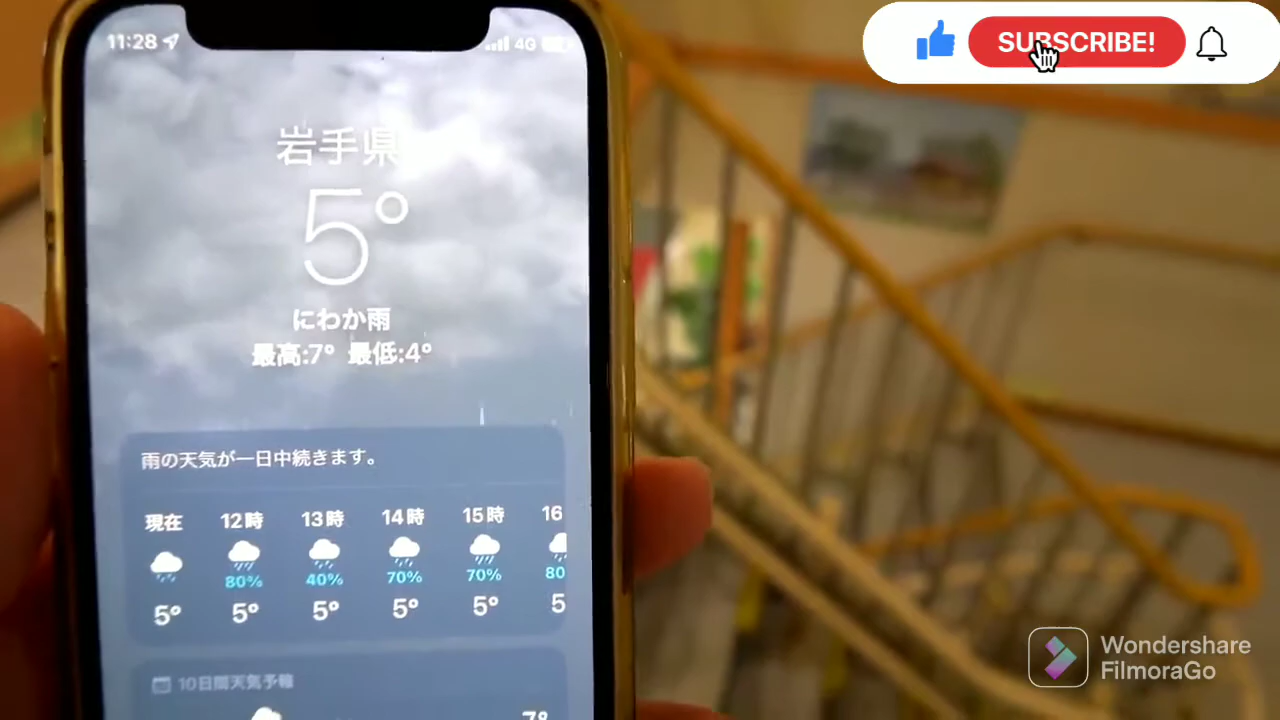 11:28
4G
SUBSCRIBE!
岩手県
5°
にわか雨
最高:7° 最低:4°
雨の天気が一日中続きます。
現在 12時 13時 14時 15時 16
80% 40% 70% 70% 80
5° 5° 5° 5° 5° 5
10日間天気予報
7°
Wondershare
FilmoraGo